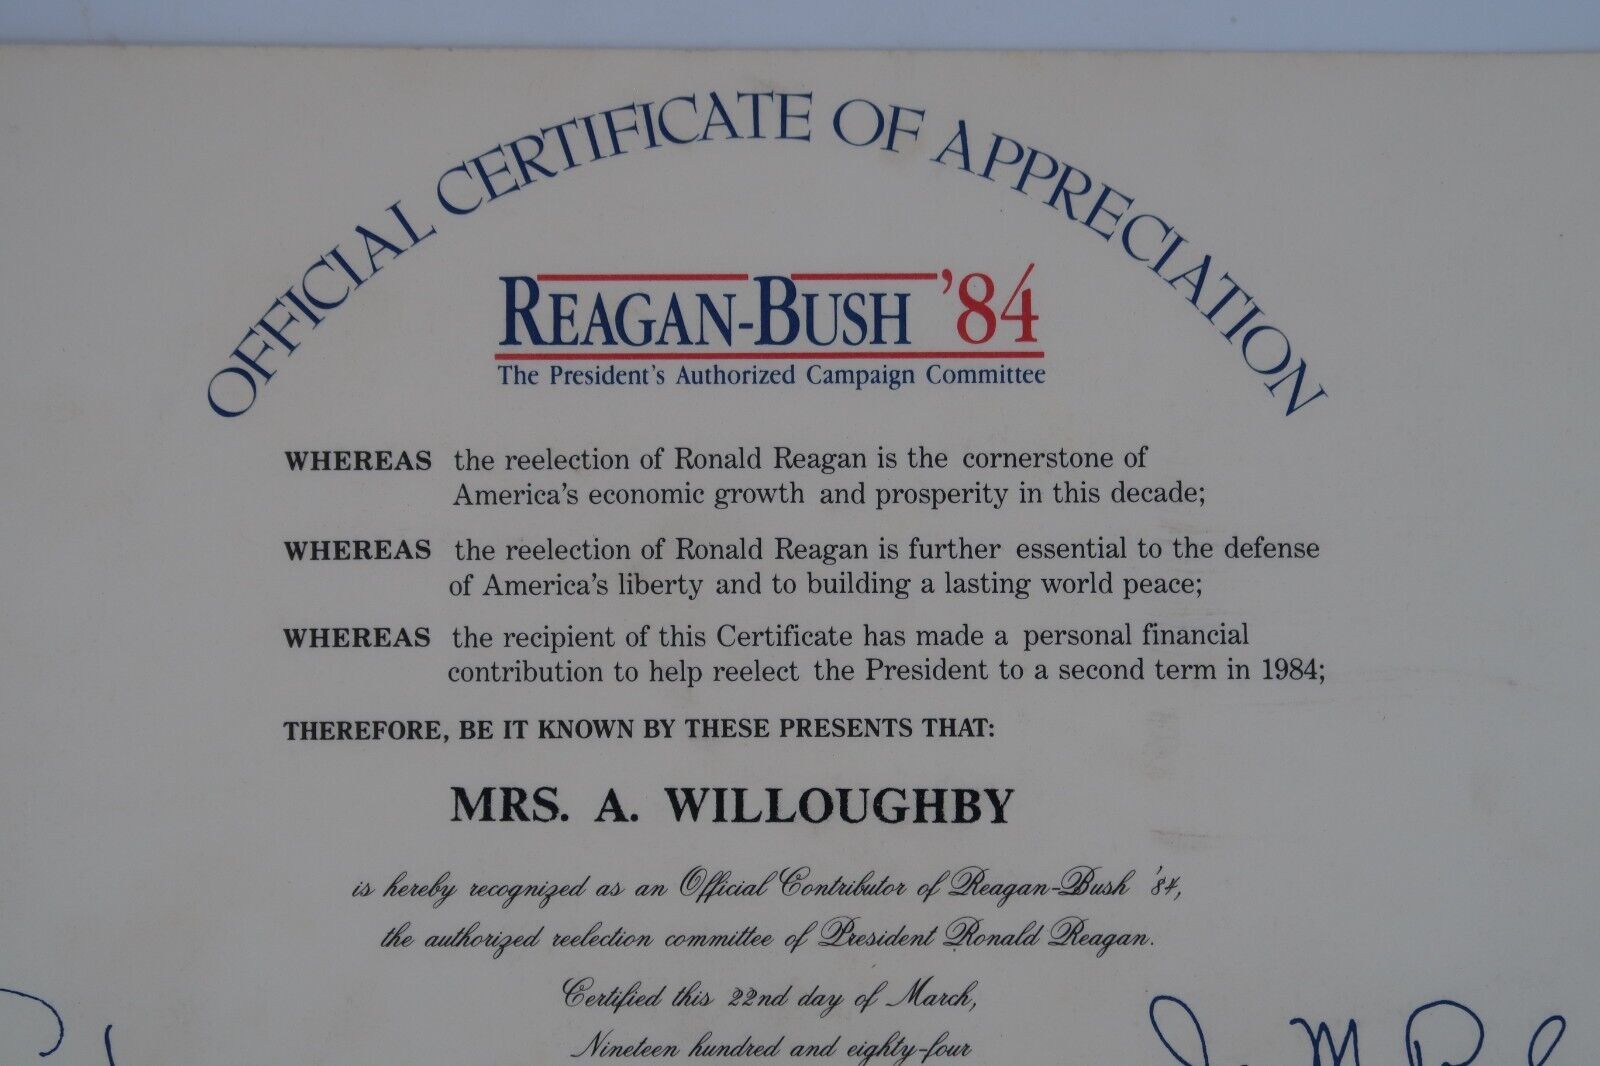 OFFICIAL CERTIFICATE OF APPRECIATION
REAGAN-BUSH '84
The President's Authorized Campaign Committee
WHEREAS the reelection of Ronald Reagan is the cornerstone of
America's economic growth and prosperity in this decade;
WHEREAS the reelection of Ronald Reagan is further essential to the defense
of America's liberty and to building a lasting world peace;
WHEREAS the recipient of this Certificate has made a personal financial
contribution to help reelect the President to a second term in 1984;
THEREFORE, BE IT KNOWN BY THESE PRESENTS THAT:
MRS. A. WILLOUGHBY
is hereby recognized as an Official Contributor of Reagan-Bush '84,
the authorized reelection committee of President Ronald Reagan.
Certified this 22nd day of March,
Nineteen hundred and eighty-four